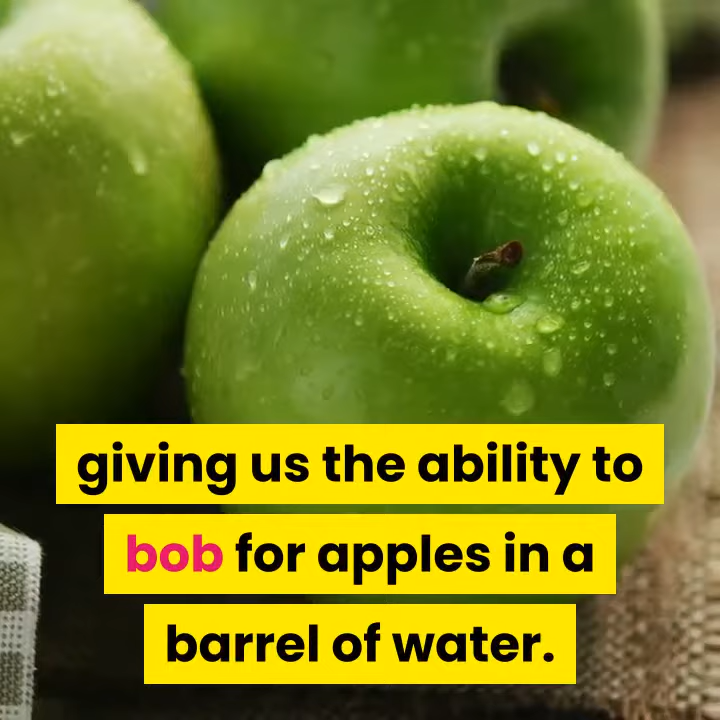 giving us the ability to
bob for apples in a
barrel of water.